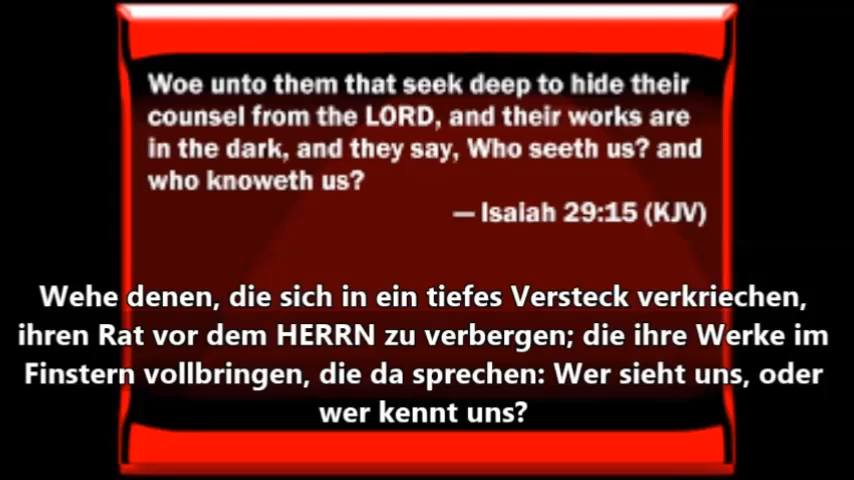 Woe unto them that seek deep to hide their
counsel from the LORD, and their works are
in the dark, and they say, Who seeth us? and
who knoweth us?
— Isaiah 29:15 (KJV)
Wehe denen, die sich in ein tiefes Versteck verkriechen,
ihren Rat vor dem HERRN zu verbergen; die ihre Werke im
Finstern vollbringen, die da sprechen: Wer sieht uns, oder
wer kennt uns?